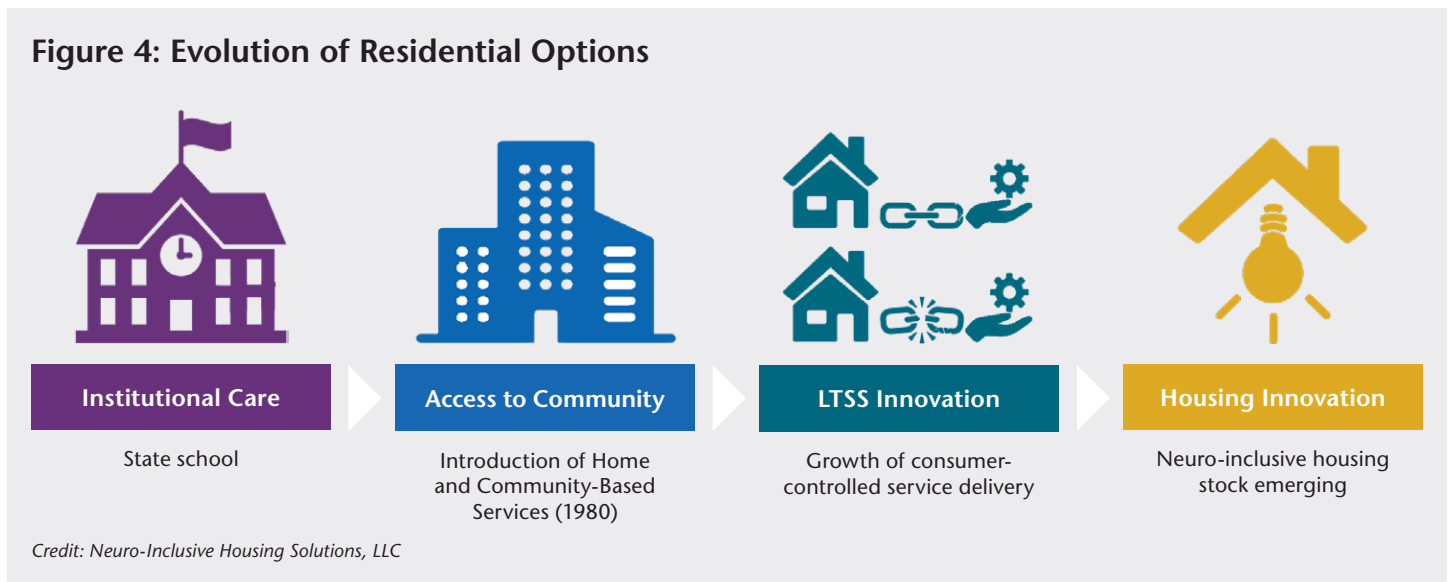 Figure 4: Evolution of Residential Options
Institutional Care
State school
Access to Community
Introduction of Home
and Community-Based
Services (1980)
LTSS Innovation
Growth of consumer-
controlled service delivery
Housing Innovation
Neuro-inclusive housing
stock emerging
Credit: Neuro-Inclusive Housing Solutions, LLC